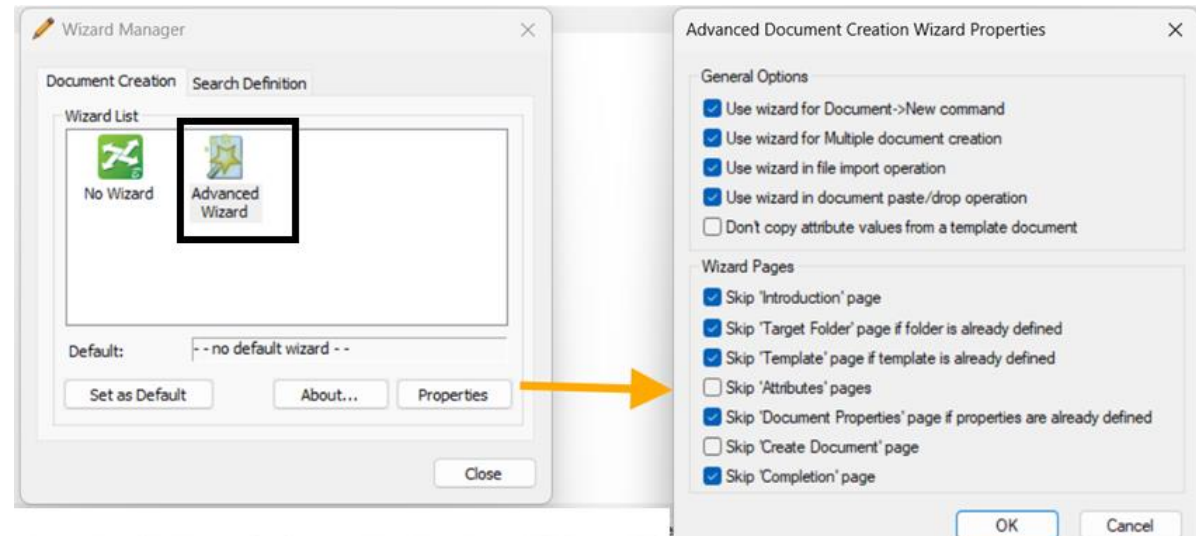 Wizard Manager
Document Creation
Search Definition
Wizard List
No Wizard
Advanced
Wizard
Default:
- - no default wizard - -
Set as Default
About...
Properties
Close
Advanced Document Creation Wizard Properties
General Options
Use wizard for Document->New command
Use wizard for Multiple document creation
Use wizard in file import operation
Use wizard in document paste/drop operation
Don't copy attribute values from a template document
Wizard Pages
Skip 'Introduction' page
Skip 'Target Folder' page if folder is already defined
Skip 'Template' page if template is already defined
Skip 'Attributes' pages
Skip 'Document Properties' page if properties are already defined
Skip 'Create Document' page
Skip 'Completion' page
OK
Cancel